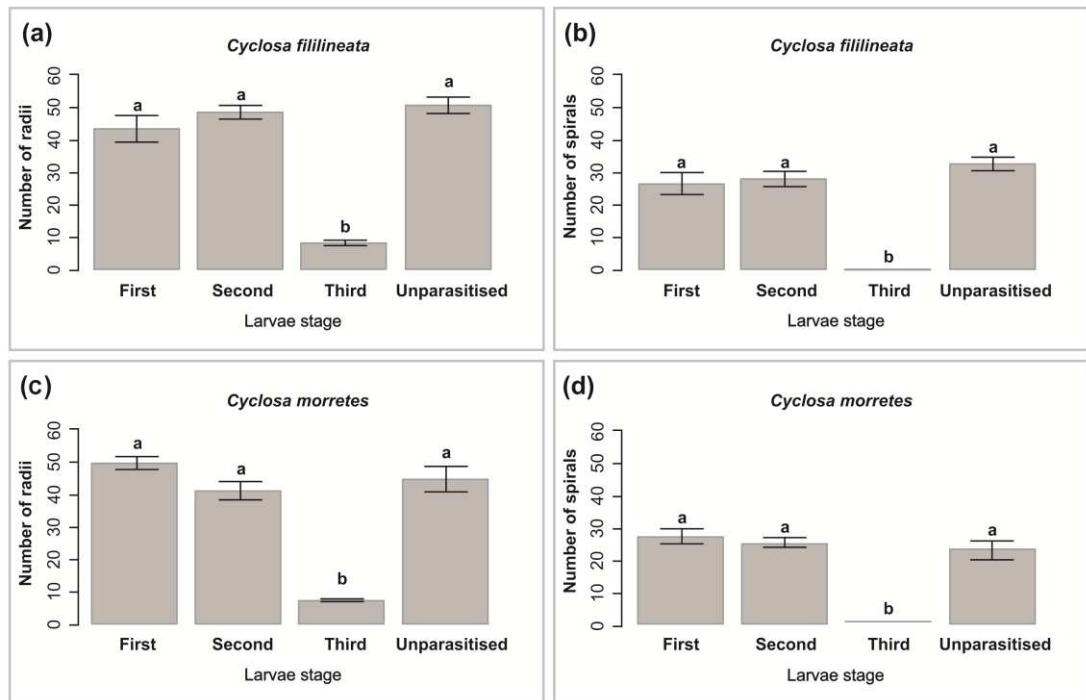 (a)
Cyclosa fililineata
Number of radii
0 10 20 30 40 50 60
a a b a
First Second Third Unparasitised
Larvae stage
(b)
Cyclosa fililineata
Number of spirals
0 10 20 30 40 50 60
a a b a
First Second Third Unparasitised
Larvae stage
(c)
Cyclosa morretes
Number of radii
0 10 20 30 40 50 60
a a b a
First Second Third Unparasitised
Larvae stage
(d)
Cyclosa morretes
Number of spirals
0 10 20 30 40 50 60
a a b a
First Second Third Unparasitised
Larvae stage